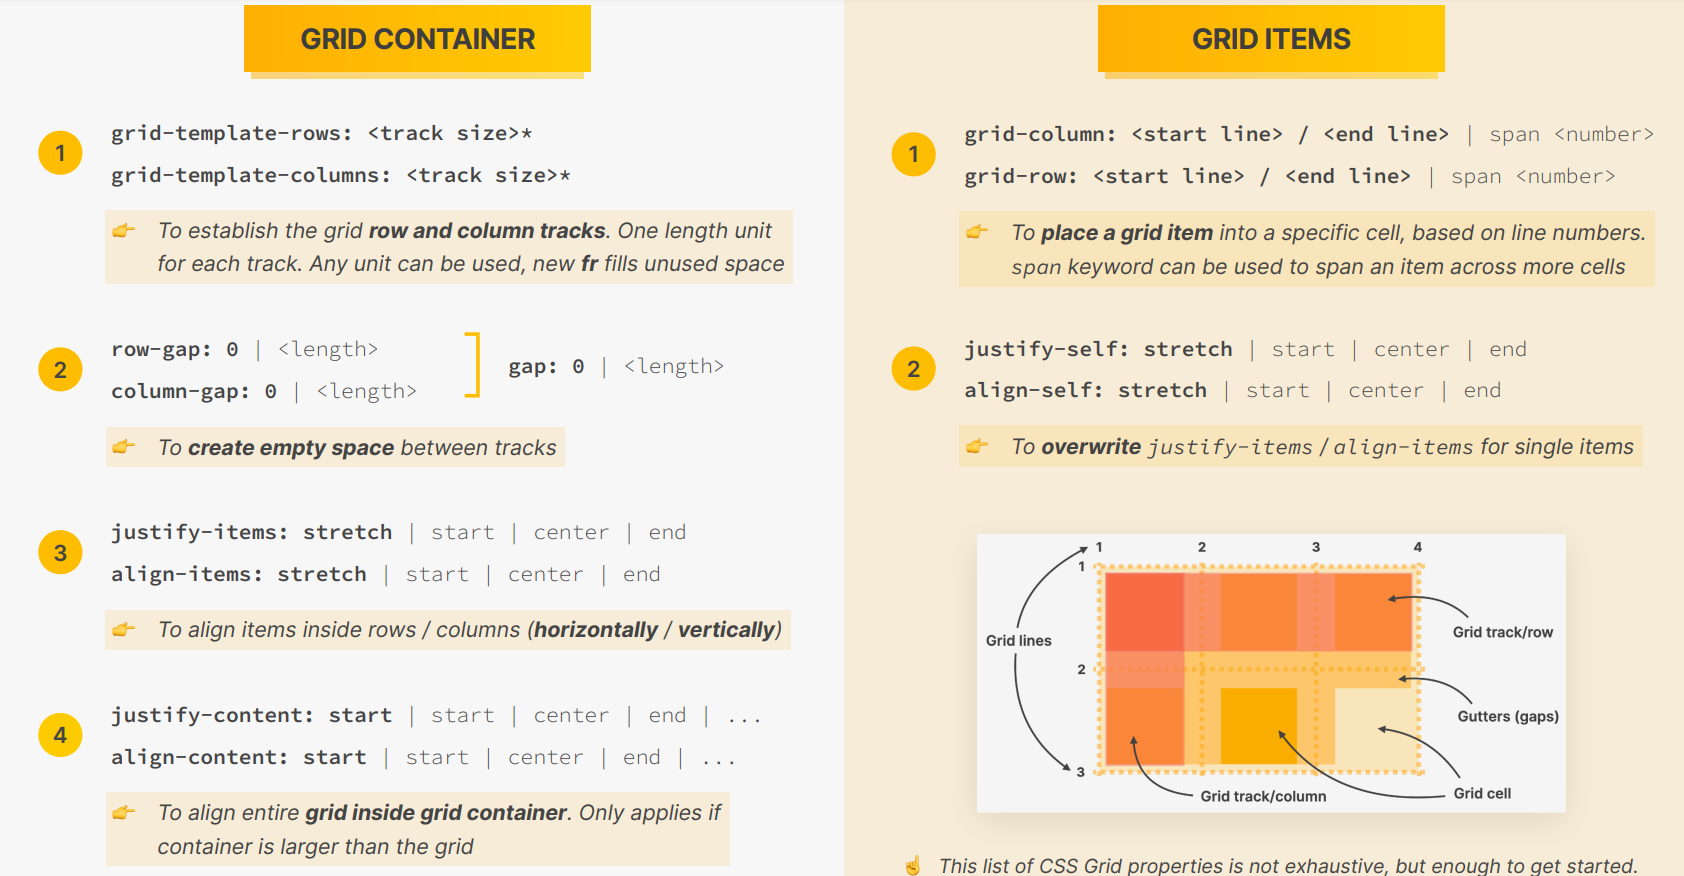 GRID CONTAINER
1
grid-template-rows: <track size>*
grid-template-columns: <track size>*
👉 To establish the grid row and column tracks. One length unit
for each track. Any unit can be used, new fr fills unused space
2
row-gap: 0 | <length>
column-gap: 0 | <length>
gap: 0 | <length>
👉 To create empty space between tracks
3
justify-items: stretch | start | center | end
align-items: stretch | start | center | end
👉 To align items inside rows / columns (horizontally / vertically)
4
justify-content: start | start | center | end | ...
align-content: start | start | center | end | ...
👉 To align entire grid inside grid container. Only applies if
container is larger than the grid
GRID ITEMS
1
grid-column: <start line> / <end line> | span <number>
grid-row: <start line> / <end line> | span <number>
👉 To place a grid item into a specific cell, based on line numbers.
span keyword can be used to span an item across more cells
2
justify-self: stretch | start | center | end
align-self: stretch | start | center | end
👉 To overwrite justify-items / align-items for single items
1 2 3 4
1
Grid track/row
Grid lines
2
Gutters (gaps)
3
Grid cell
Grid track/column
☝ This list of CSS Grid properties is not exhaustive, but enough to get started.